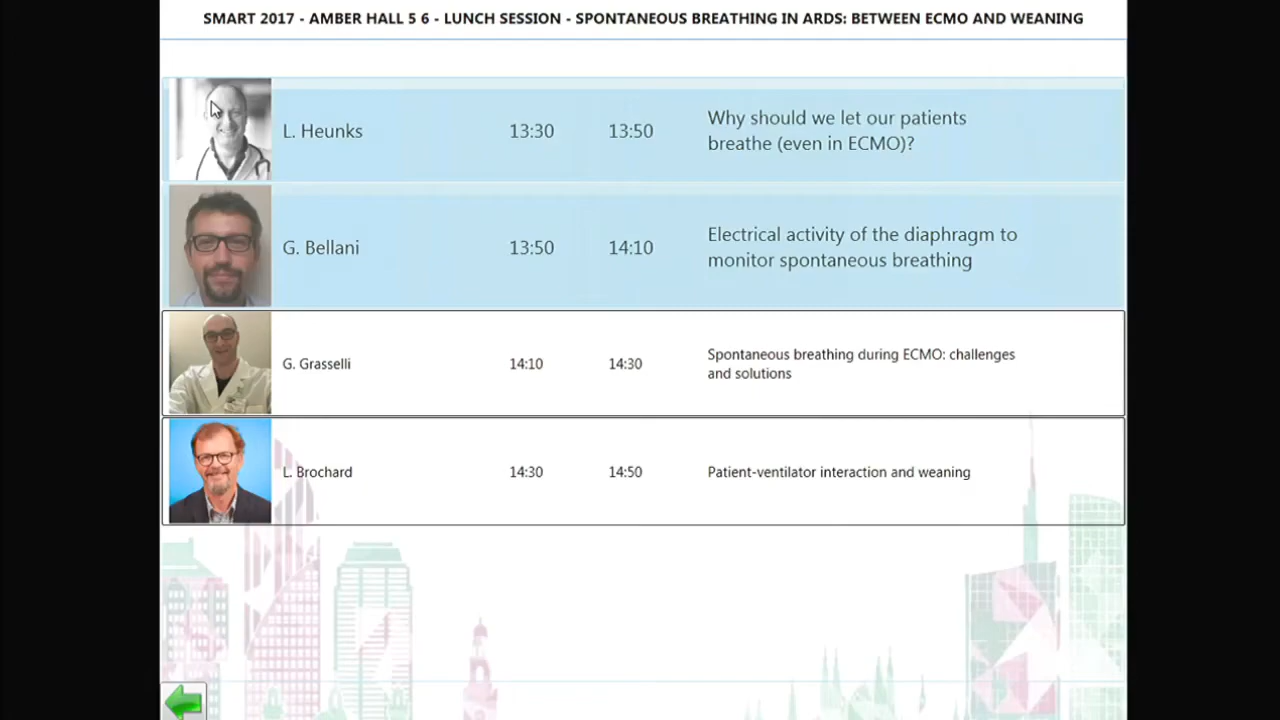 SMART 2017 - AMBER HALL 5 6 - LUNCH SESSION - SPONTANEOUS BREATHING IN ARDS: BETWEEN ECMO AND WEANING
L. Heunks 13:30 13:50 Why should we let our patients
breathe (even in ECMO)?
G. Bellani 13:50 14:10 Electrical activity of the diaphragm to
monitor spontaneous breathing
G. Grasselli 14:10 14:30 Spontaneous breathing during ECMO: challenges
and solutions
L. Brochard 14:30 14:50 Patient-ventilator interaction and weaning